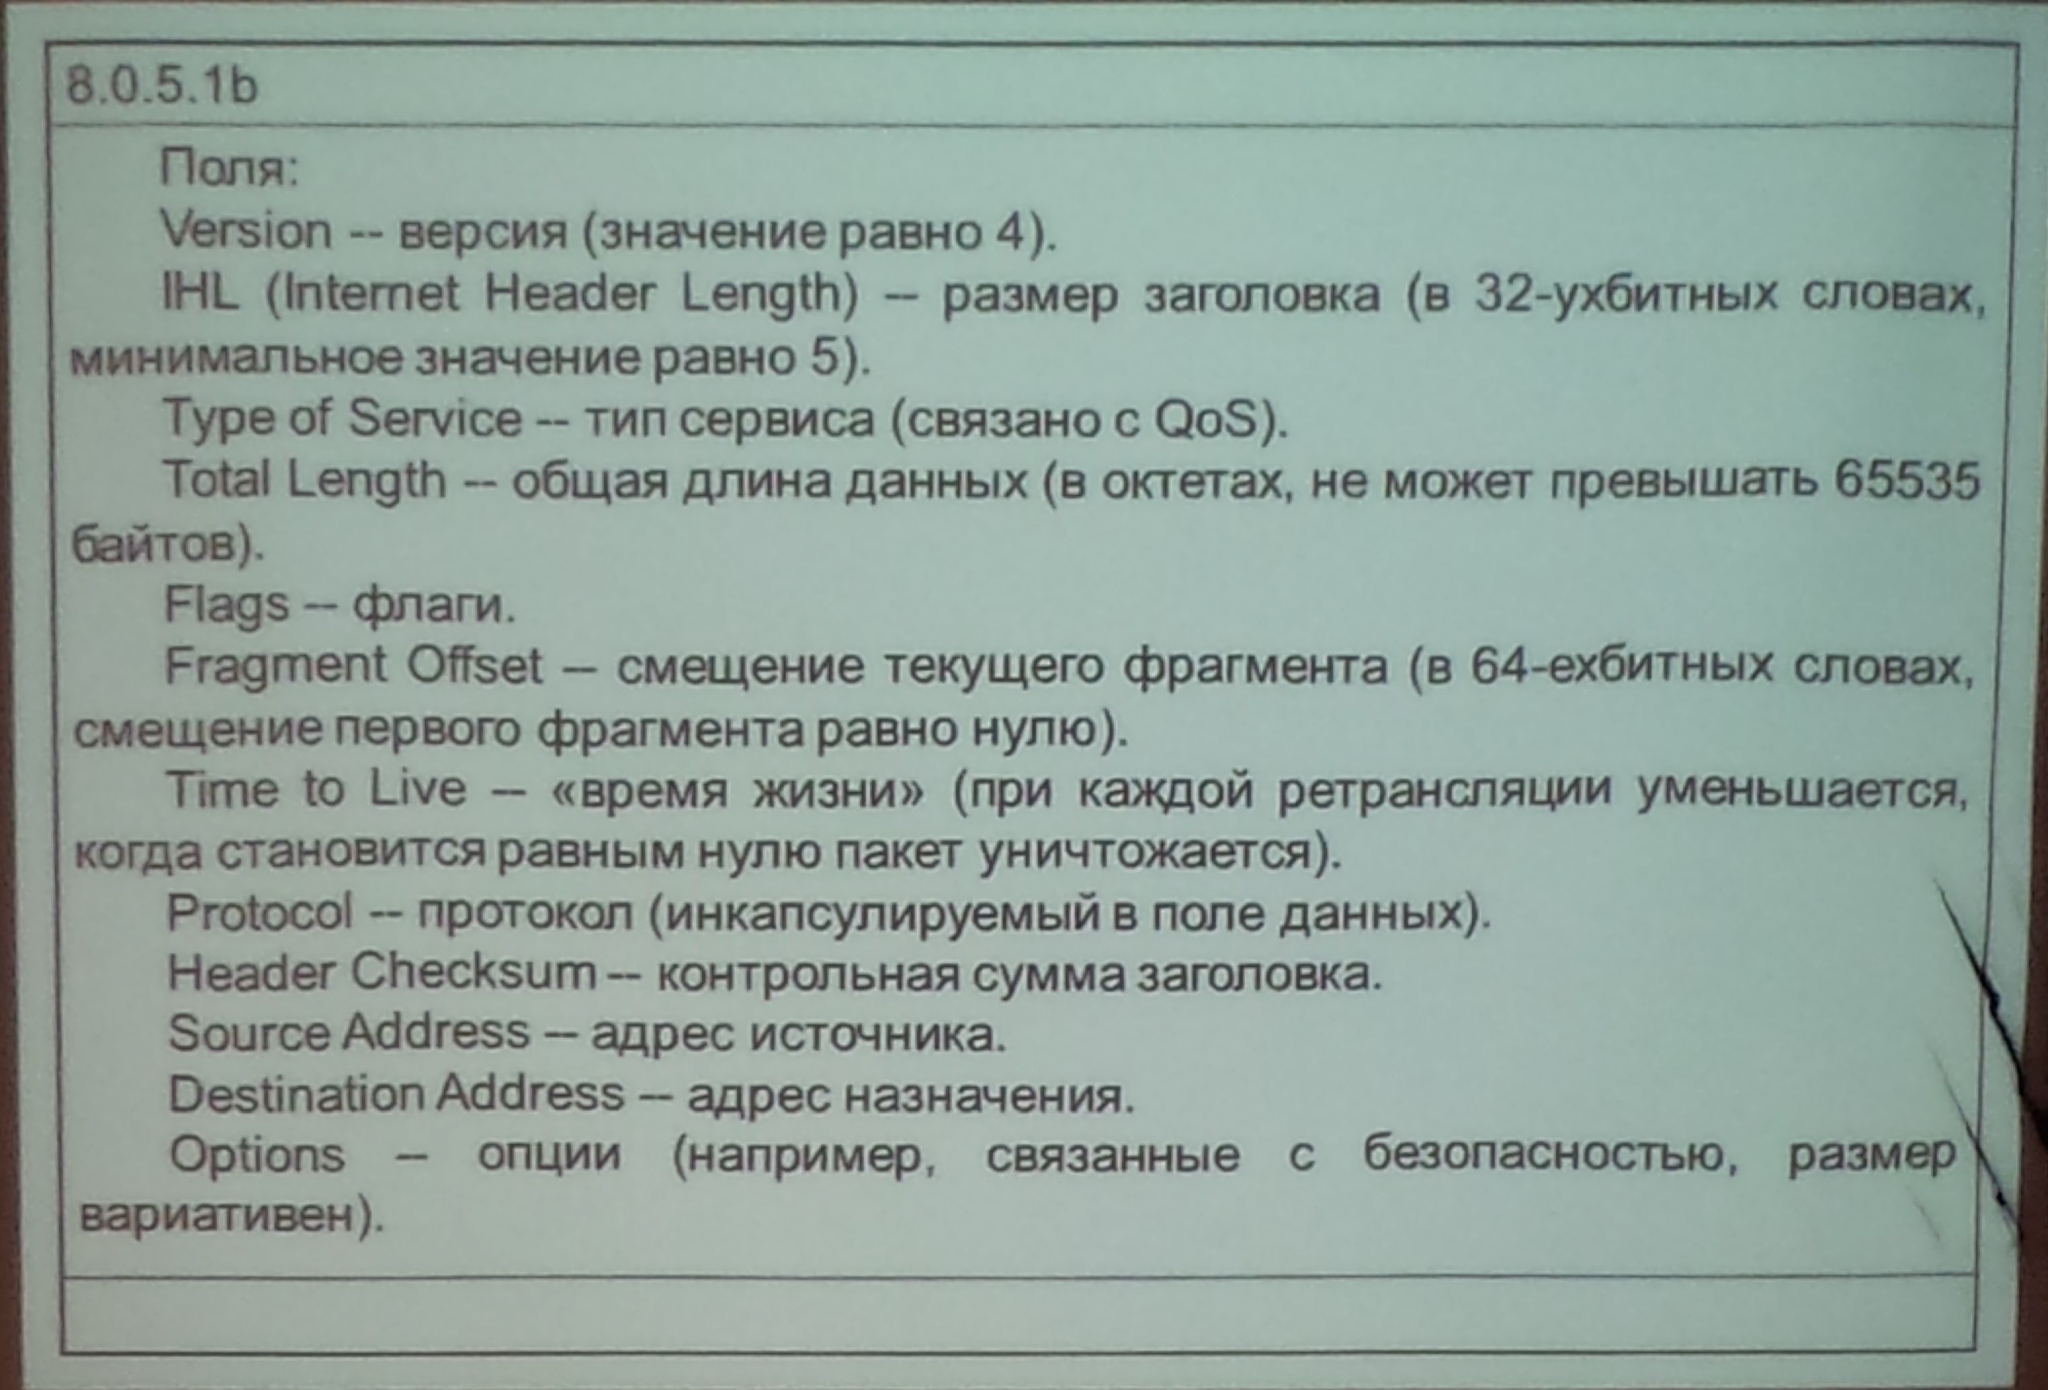 8.0.5.1b
Поля:
Version -- версия (значение равно 4).
IHL (Internet Header Length) -- размер заголовка (в 32-ухбитных словах,
минимальное значение равно 5).
Type of Service -- тип сервиса (связано с QoS).
Total Length -- общая длина данных (в октетах, не может превышать 65535
байтов).
Flags -- флаги.
Fragment Offset -- смещение текущего фрагмента (в 64-ехбитных словах,
смещение первого фрагмента равно нулю).
Time to Live -- «время жизни» (при каждой ретрансляции уменьшается,
когда становится равным нулю пакет уничтожается).
Protocol -- протокол (инкапсулируемый в поле данных).
Header Checksum -- контрольная сумма заголовка.
Source Address -- адрес источника.
Destination Address -- адрес назначения.
Options -- опции (например, связанные с безопасностью, размер
вариативен).